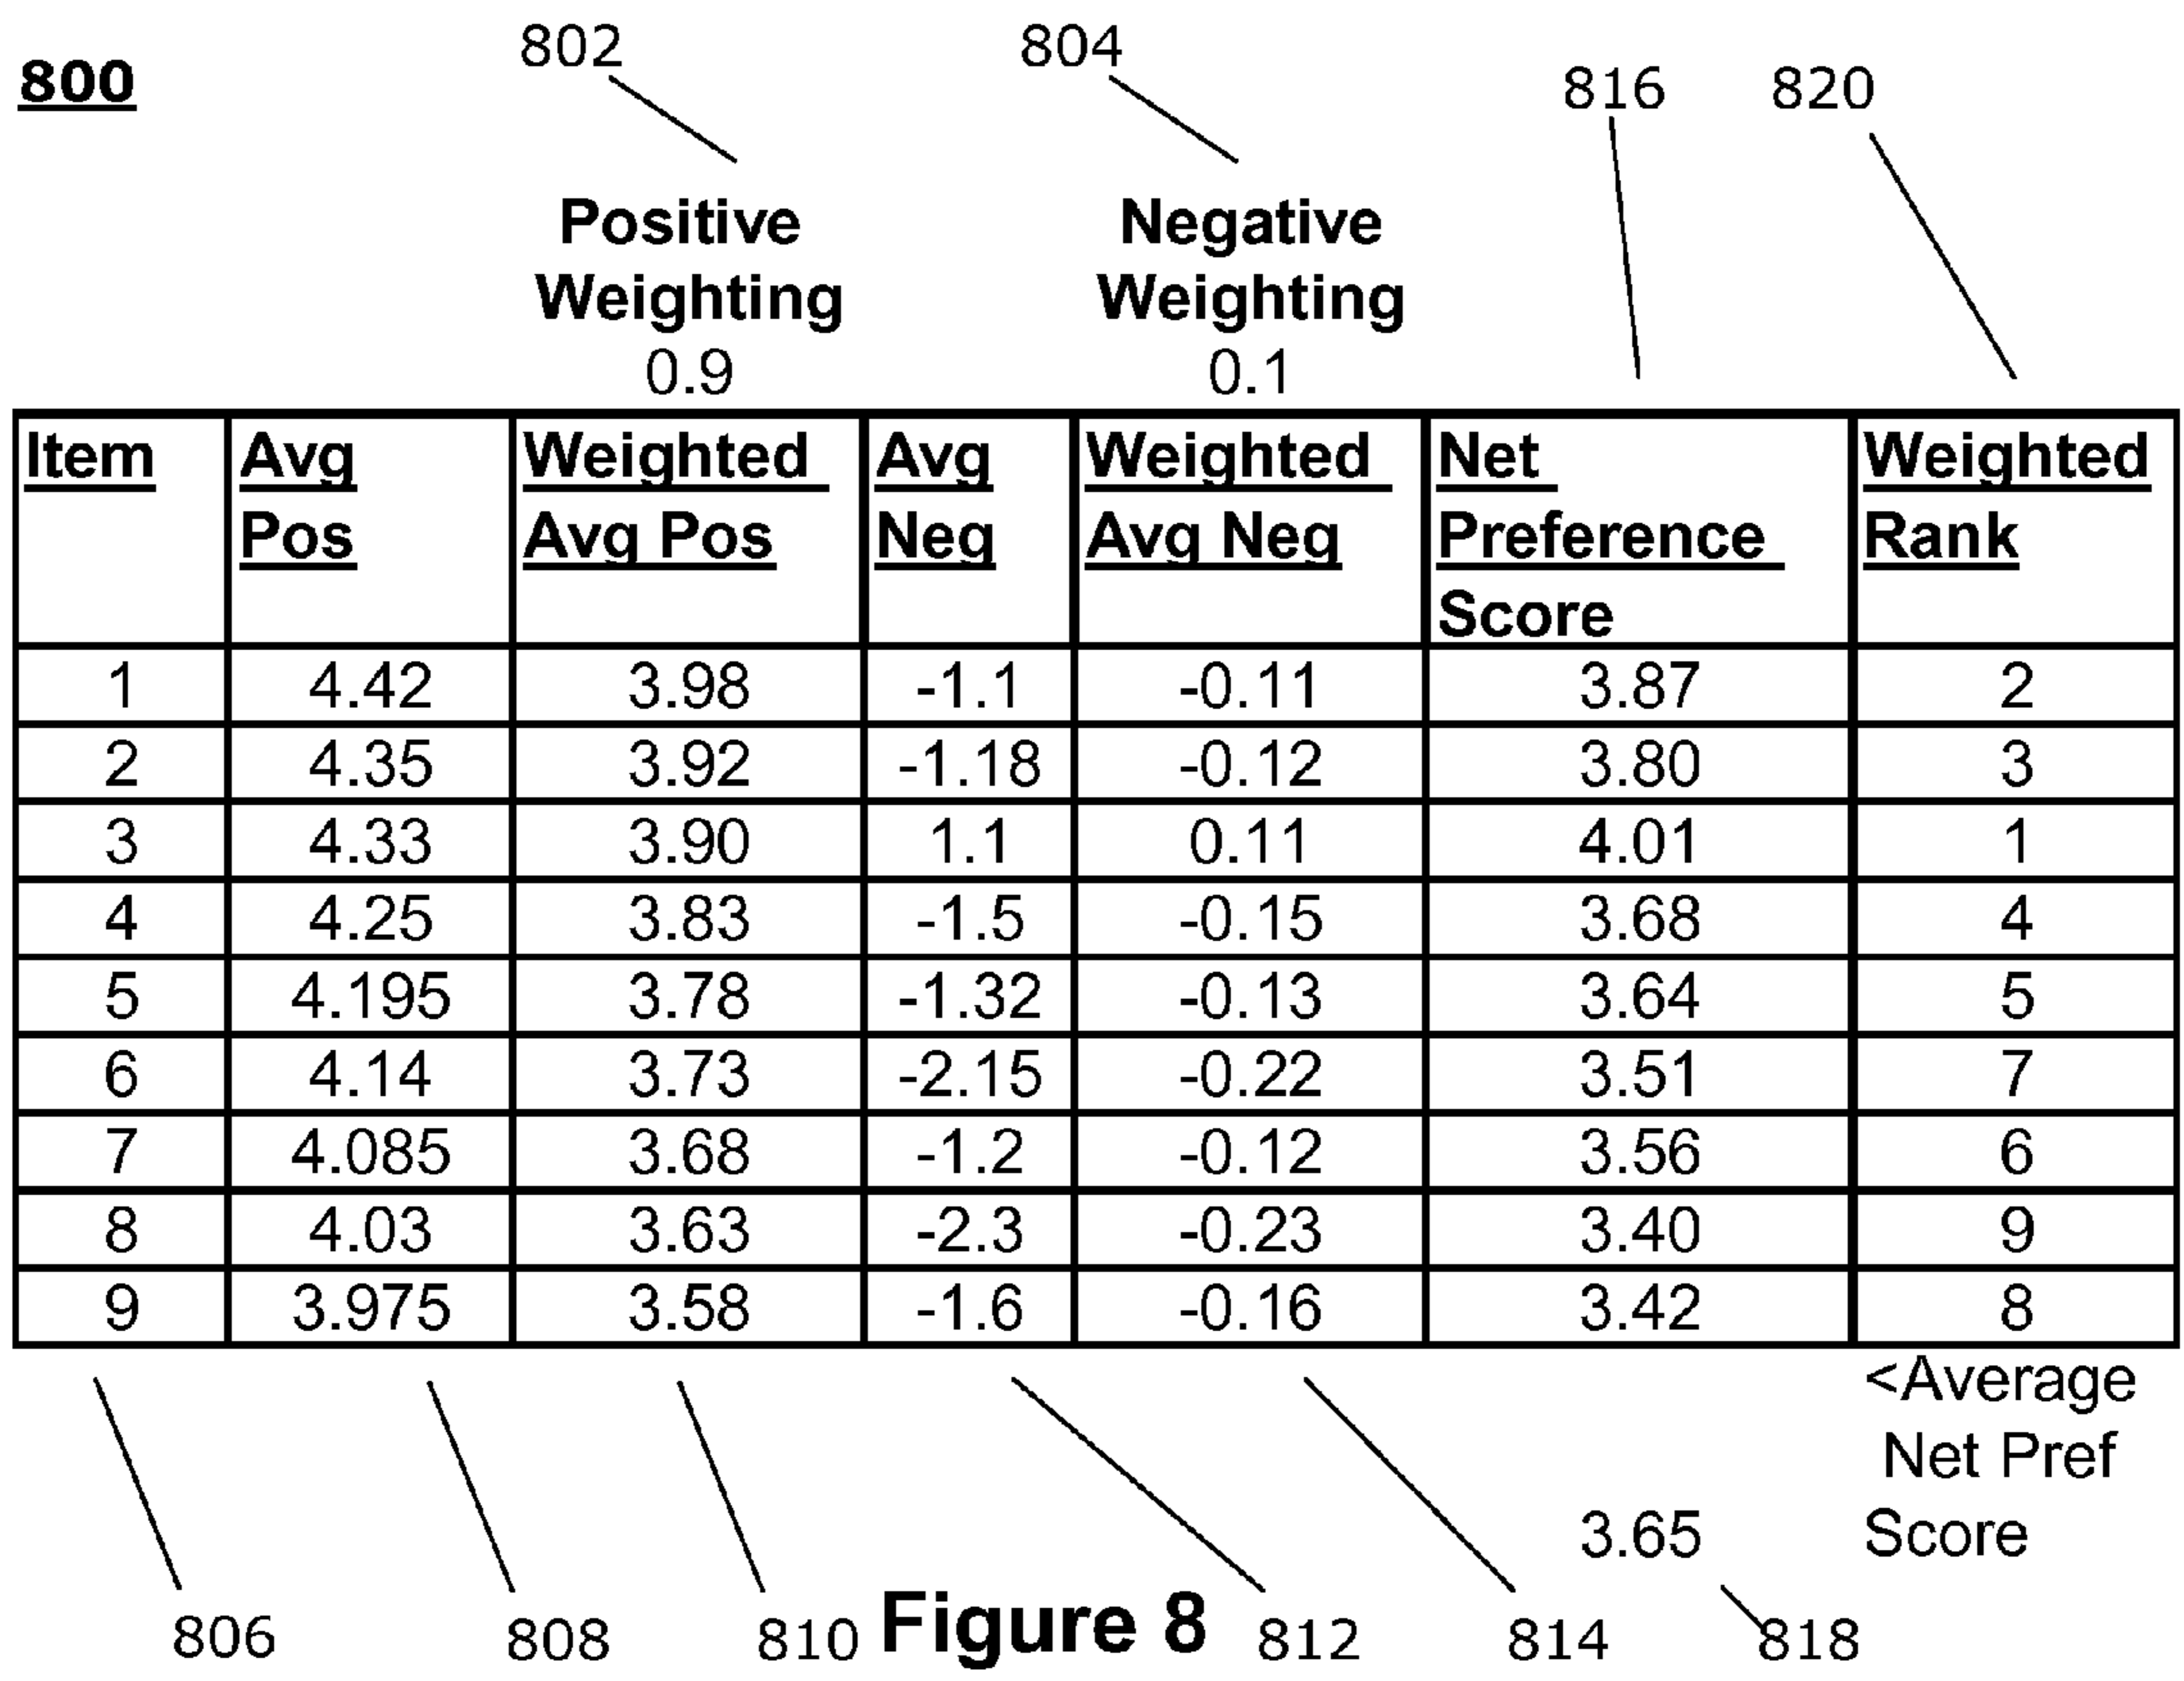 802 804
800 816 820
Positive Negative
Weighting Weighting
0.9 0.1
Item Avg Weighted Avg Weighted Net Weighted
Pos Avg Pos Neg Avg Neg Preference Rank
Score
1 4.42 3.98 -1.1 -0.11 3.87 2
2 4.35 3.92 -1.18 -0.12 3.80 3
3 4.33 3.90 1.1 0.11 4.01 1
4 4.25 3.83 -1.5 -0.15 3.68 4
5 4.195 3.78 -1.32 -0.13 3.64 5
6 4.14 3.73 -2.15 -0.22 3.51 7
7 4.085 3.68 -1.2 -0.12 3.56 6
8 4.03 3.63 -2.3 -0.23 3.40 9
9 3.975 3.58 -1.6 -0.16 3.42 8
<Average
Net Pref
3.65 Score
806 808 810 Figure 8 812 814 818